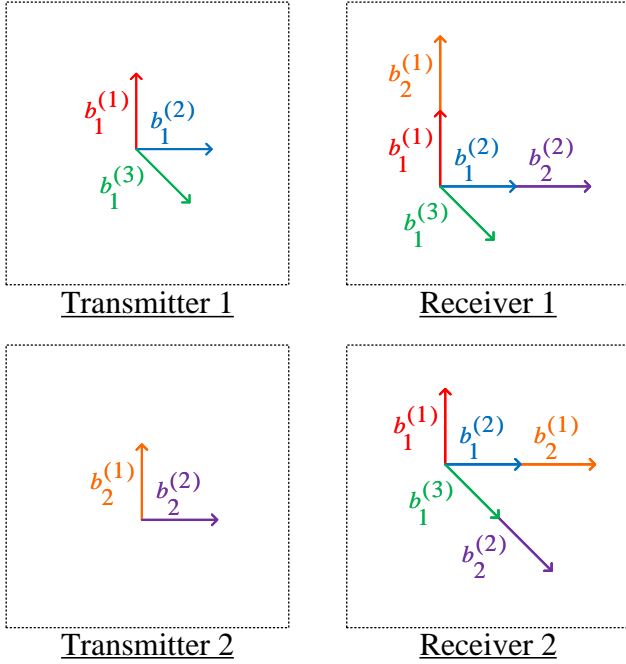 b_1^{(1)}
b_1^{(2)}
b_1^{(3)}
Transmitter 1
b_2^{(1)}
b_1^{(1)}
b_1^{(2)}
b_2^{(2)}
b_1^{(3)}
Receiver 1
b_2^{(1)}
b_2^{(2)}
Transmitter 2
b_1^{(1)}
b_1^{(2)}
b_2^{(1)}
b_1^{(3)}
b_2^{(2)}
Receiver 2